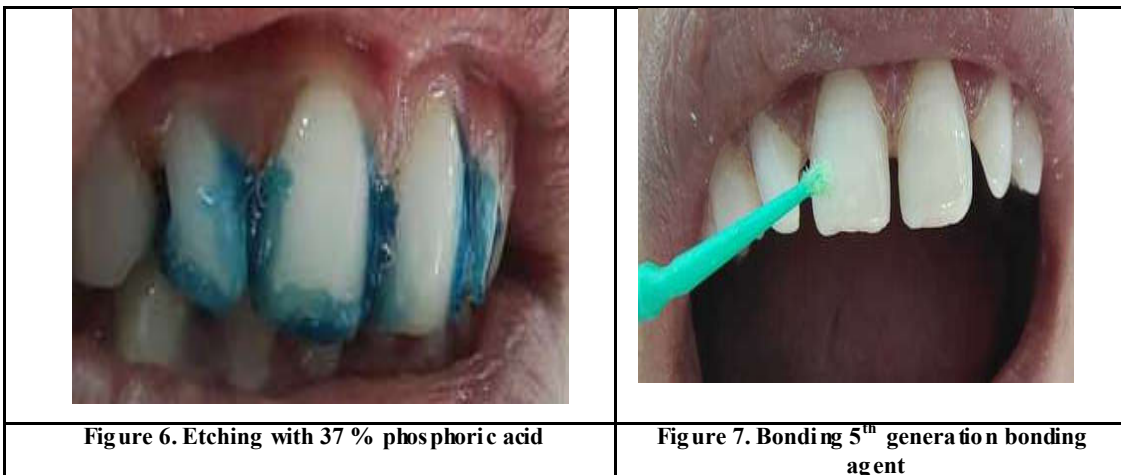 Figure 6. Etching with 37 % phosphoric acid
Figure 7. Bonding 5th generation bonding
agent